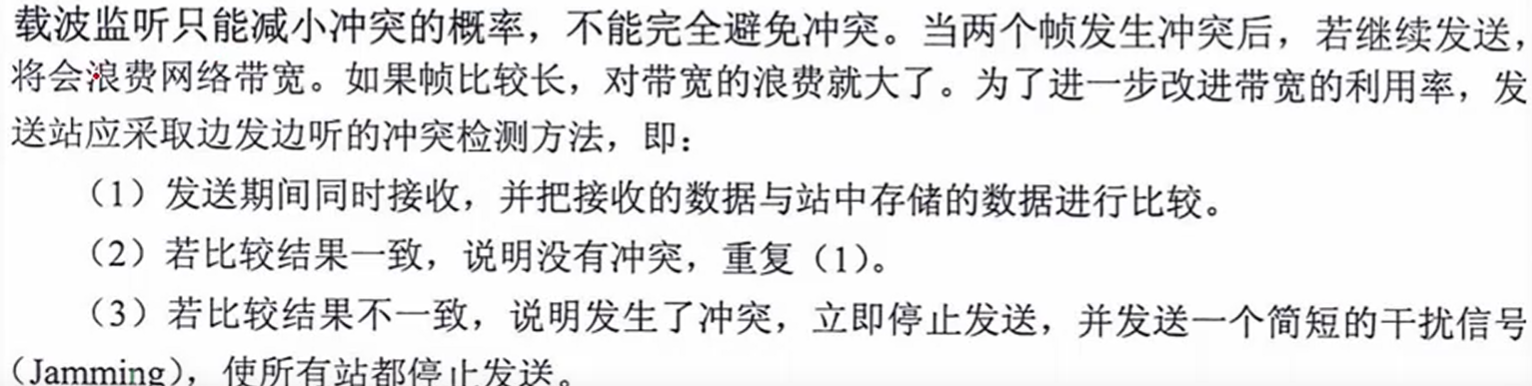 载波监听只能减小冲突的概率，不能完全避免冲突。当两个帧发生冲突后，若继续发送，
将会浪费网络带宽。如果帧比较长，对带宽的浪费就大了。为了进一步改进带宽的利用率，发
送站应采取边发边听的冲突检测方法，即：
（1）发送期间同时接收，并把接收的数据与站中存储的数据进行比较。
（2）若比较结果一致，说明没有冲突，重复（1）。
（3）若比较结果不一致，说明发生了冲突，立即停止发送，并发送一个简短的干扰信号
（Jamming），使所有站都停止发送。